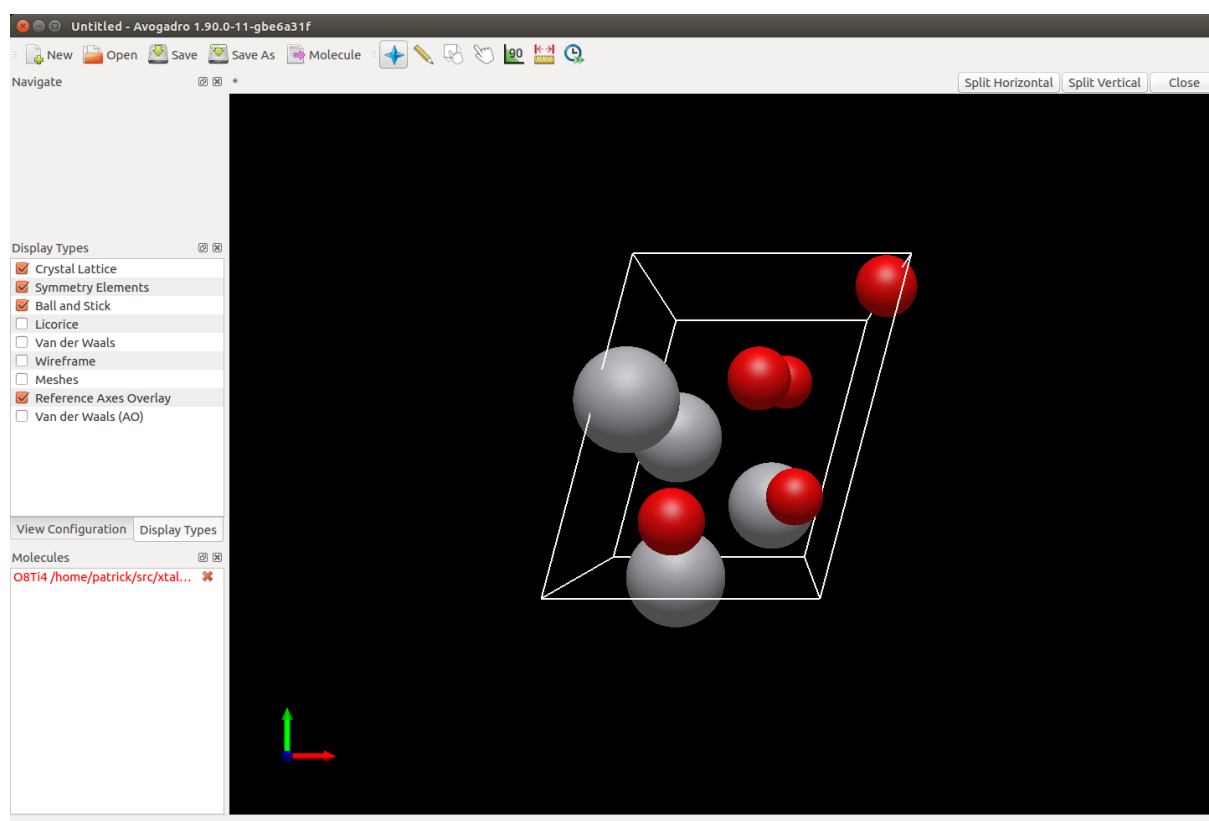 Untitled - Avogadro 1.90.0-11-gbe6a31f
New Open Save Save As Molecule 90
Navigate * Split Horizontal Split Vertical Close
Display Types
Crystal Lattice
Symmetry Elements
Ball and Stick
Licorice
Van der Waals
Wireframe
Meshes
Reference Axes Overlay
Van der Waals (AO)
View Configuration Display Types
Molecules
O8Ti4 /home/patrick/src/xtal...